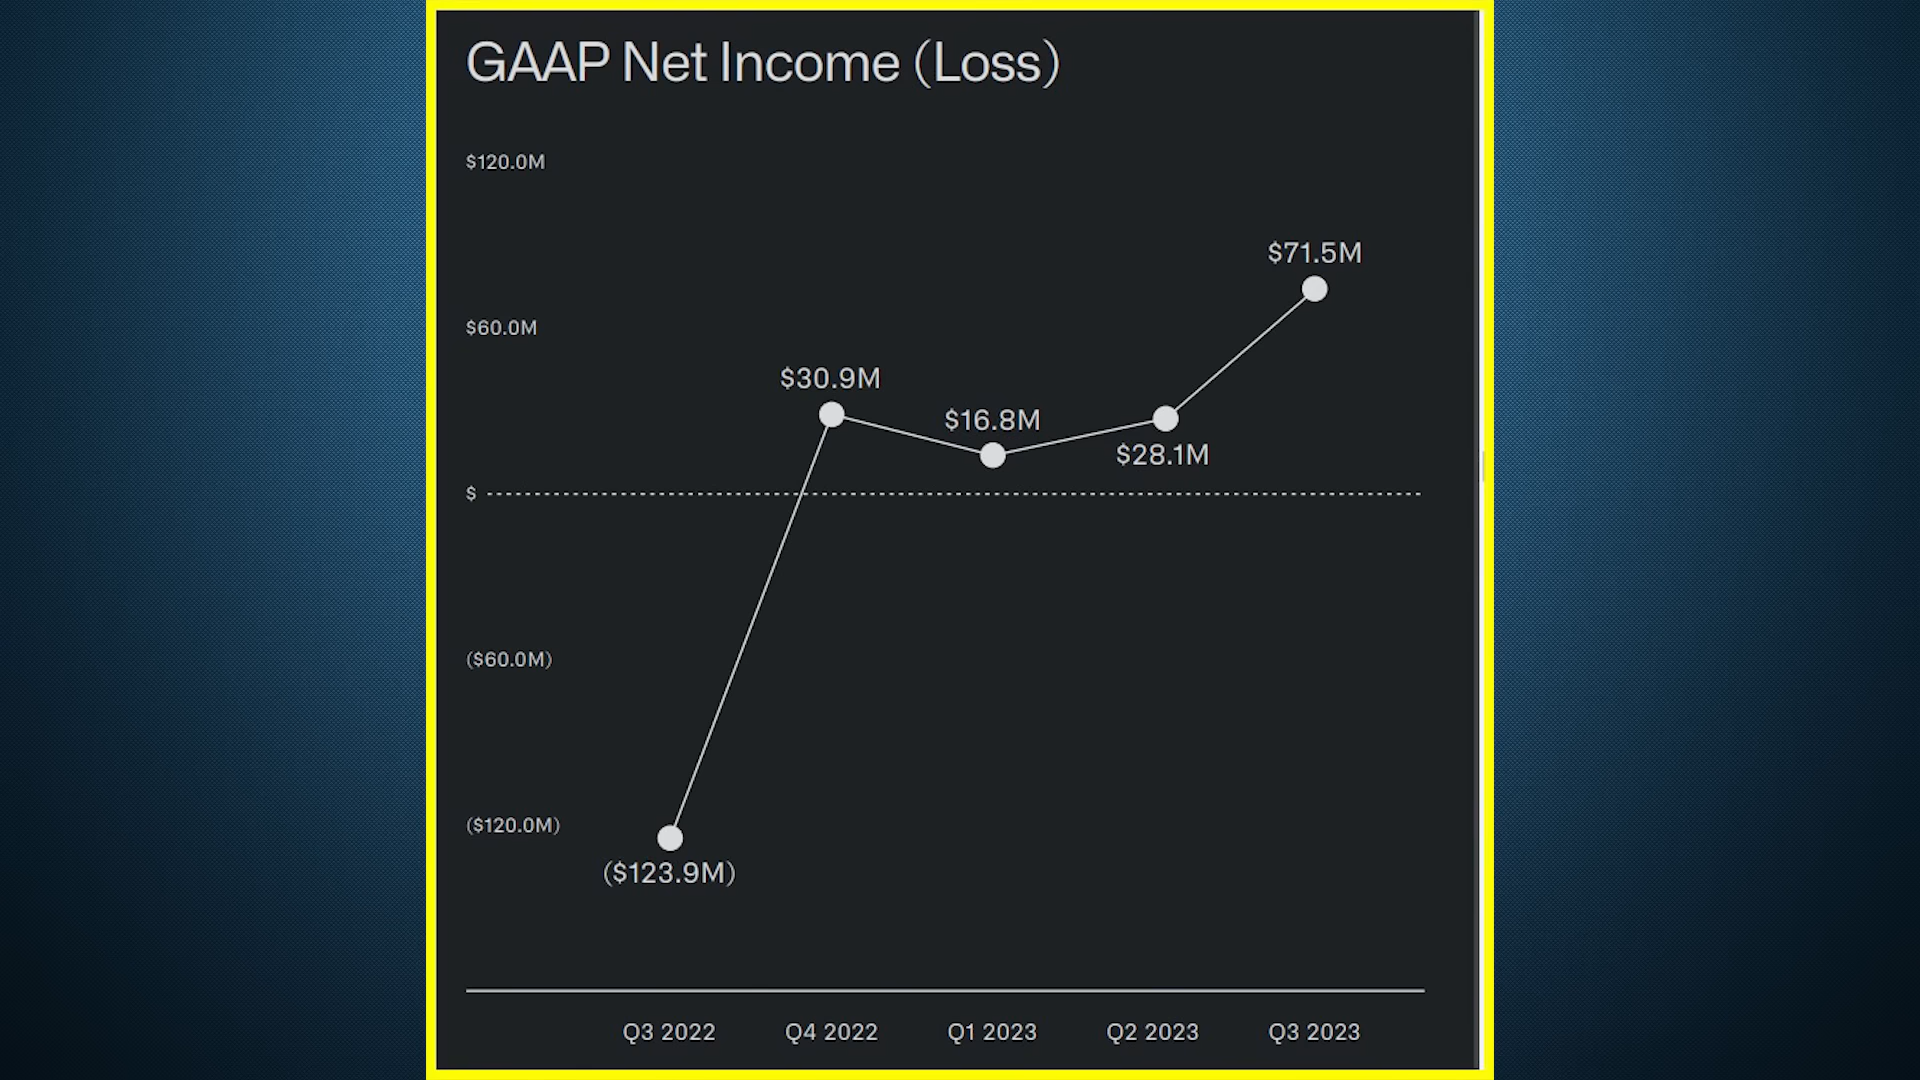 GAAP Net Income (Loss)
$120.0M
$71.5M
$60.0M
$30.9M
$16.8M
$28.1M
$
($60.0M)
($120.0M)
($123.9M)
Q3 2022 Q4 2022 Q1 2023 Q2 2023 Q3 2023